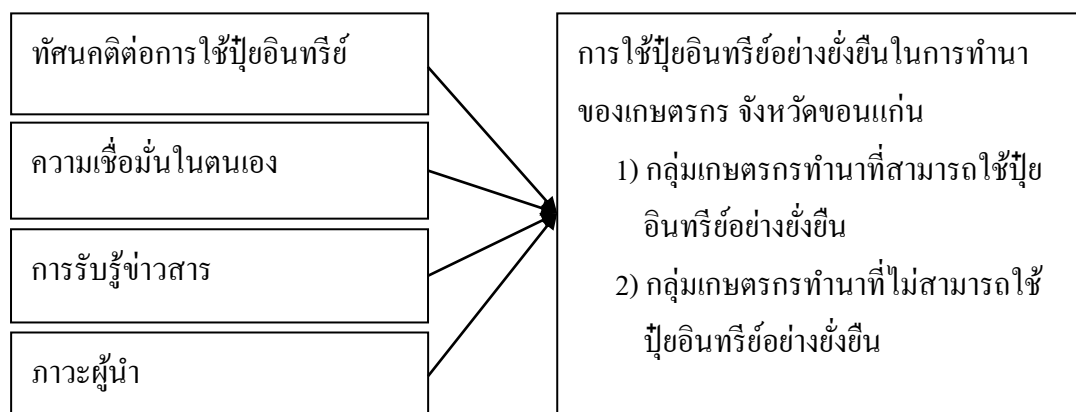 ทัศนคติต่อการใช้ปุ๋ยอินทรีย์
ความเชื่อมั่นในตนเอง
การรับรู้ข่าวสาร
ภาวะผู้นำ
การใช้ปุ๋ยอินทรีย์อย่างยั่งยืนในการทำนา
ของเกษตรกร จังหวัดขอนแก่น
1) กลุ่มเกษตรกรทำนาที่สามารถใช้ปุ๋ย
อินทรีย์อย่างยั่งยืน
2) กลุ่มเกษตรกรทำนาที่ไม่สามารถใช้
ปุ๋ยอินทรีย์อย่างยั่งยืน